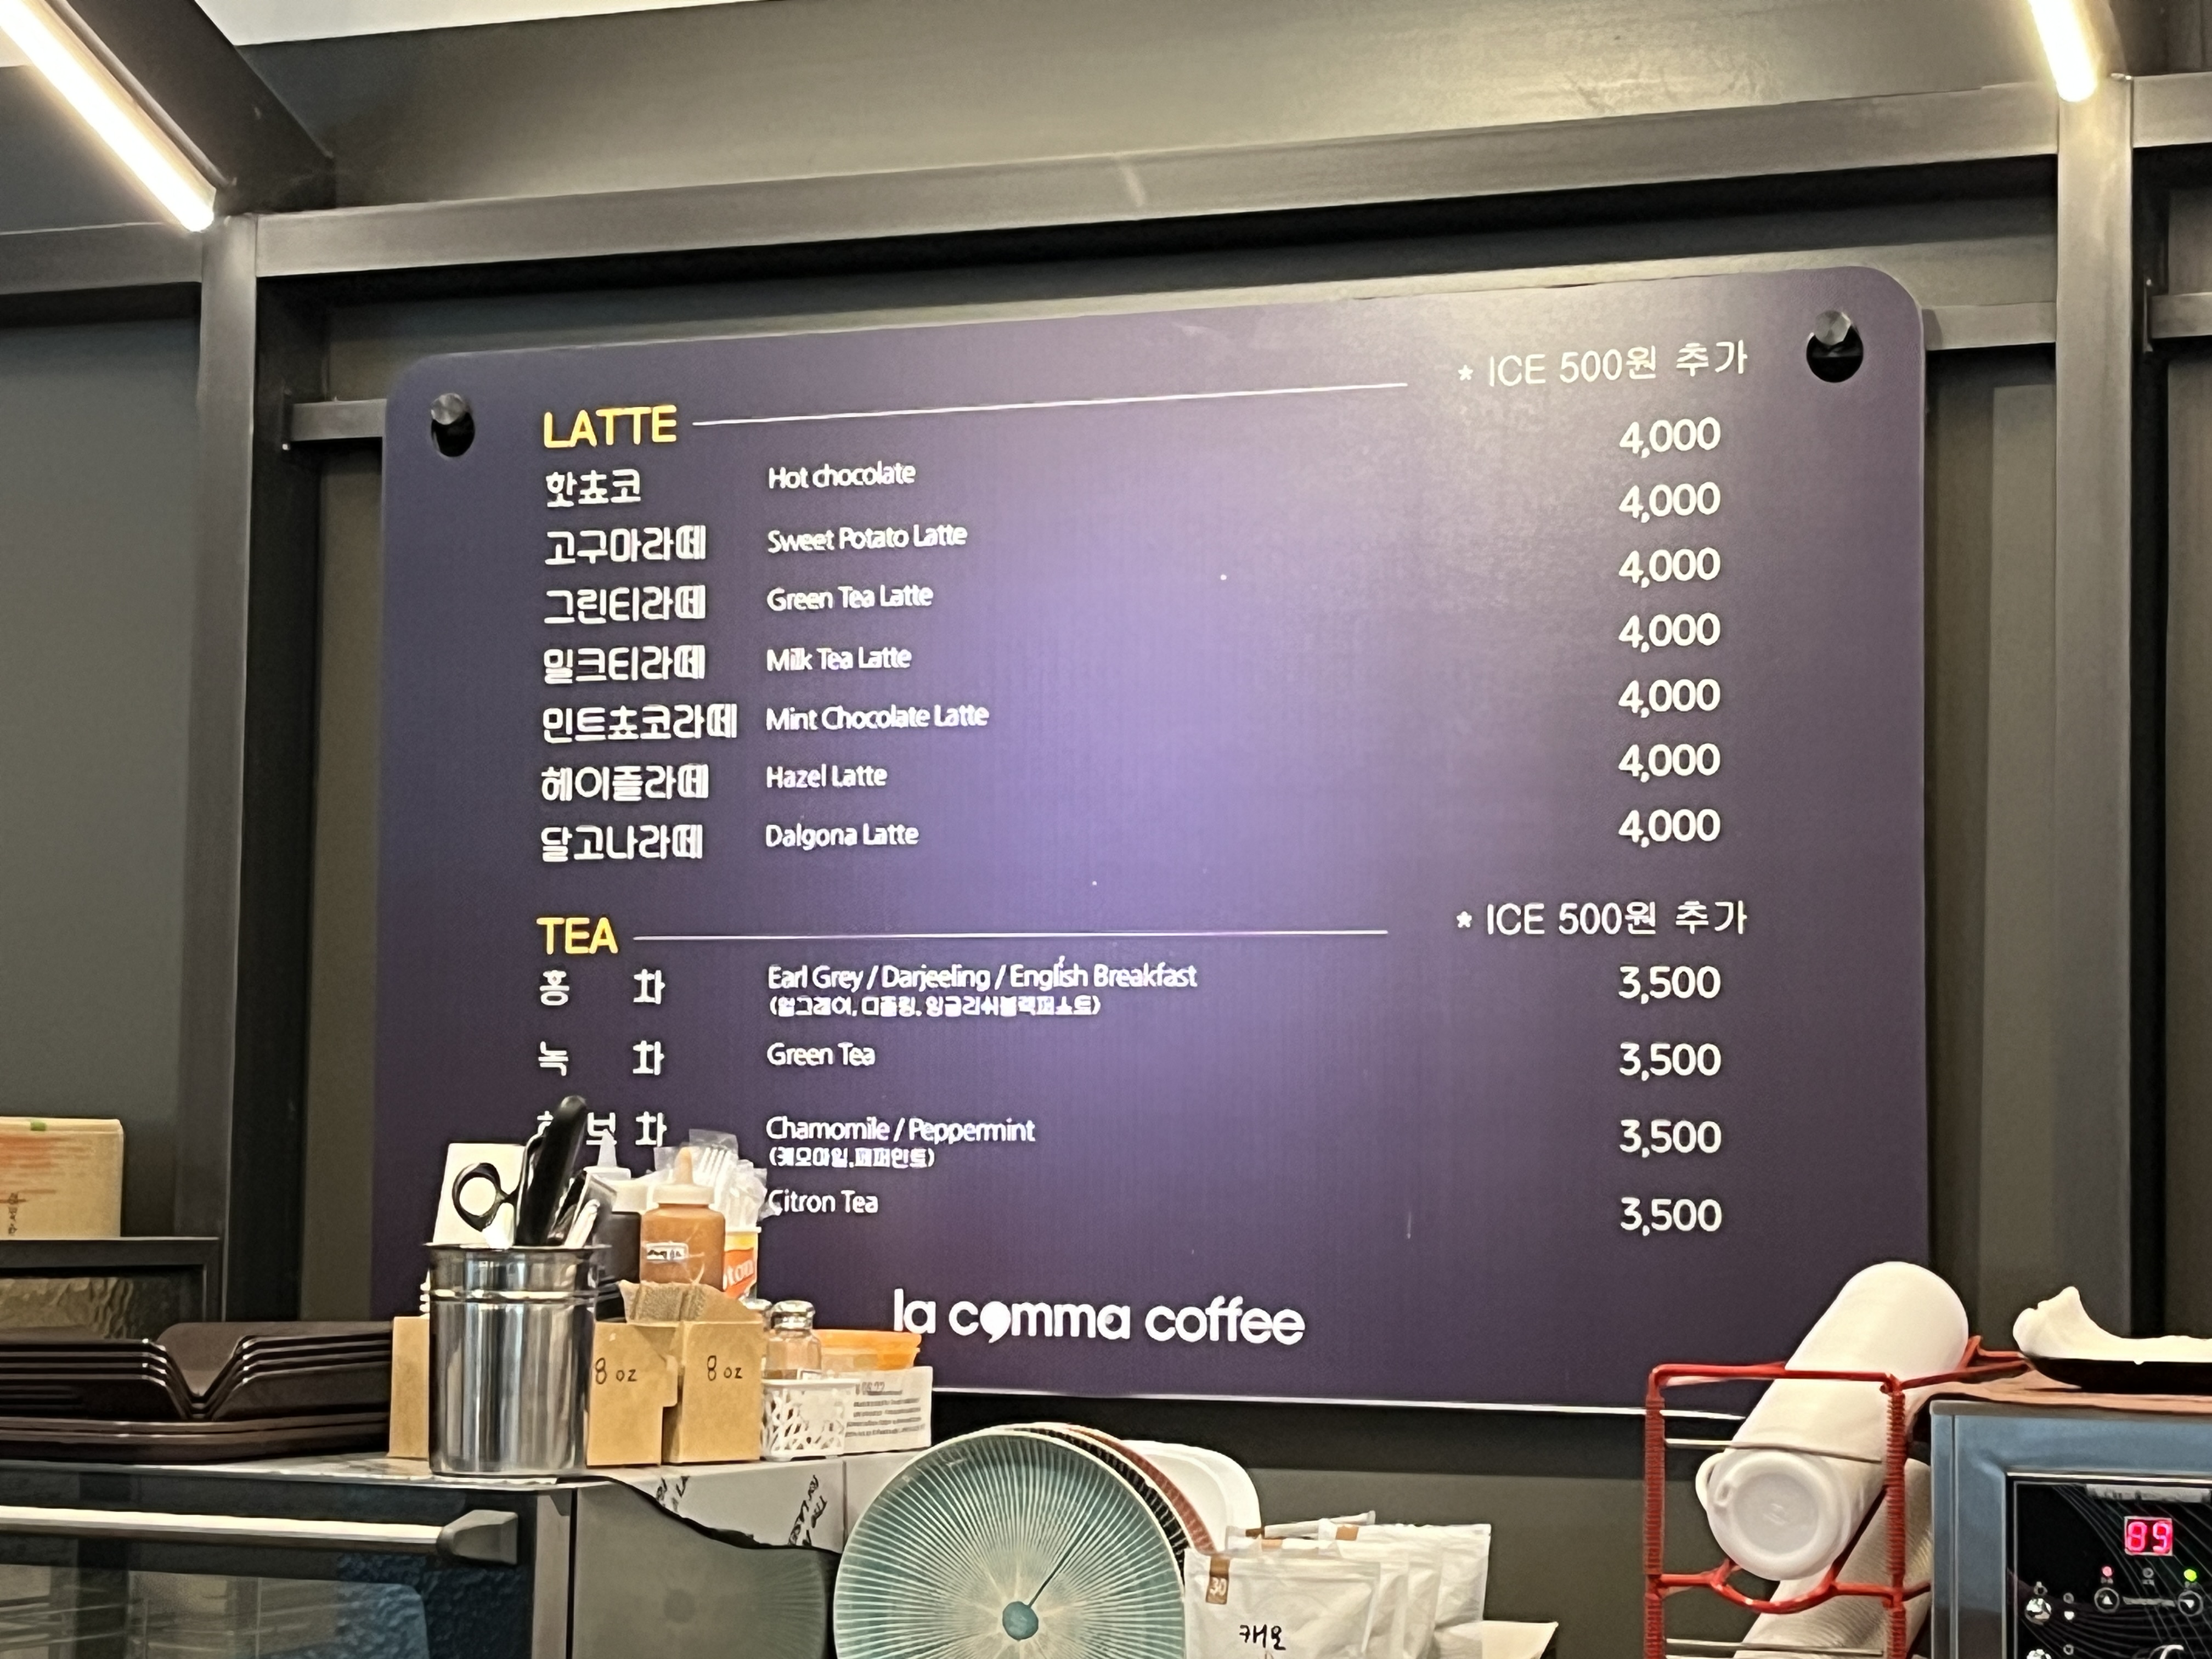 * ICE 500원 추가
LATTE
핫쵸코 Hot chocolate 4,000
고구마라떼 Sweet Potato Latte 4,000
그린티라떼 Green Tea Latte 4,000
밀크티라떼 Milk Tea Latte 4,000
민트쵸코라떼 Mint Chocolate Latte 4,000
헤이즐라떼 Hazel Latte 4,000
달고나라떼 Dalgona Latte 4,000
TEA * ICE 500원 추가
홍 차 Earl Grey / Darjeeling / English Breakfast 3,500
(얼그레이, 디즐링, 잉글리쉬블랙퍼스트)
녹 차 Green Tea 3,500
허 브 차 Chamomile / Peppermint 3,500
(캐모마일,페퍼민트)
Citron Tea 3,500
la comma coffee
8 oz
8 oz
30
캐모
89